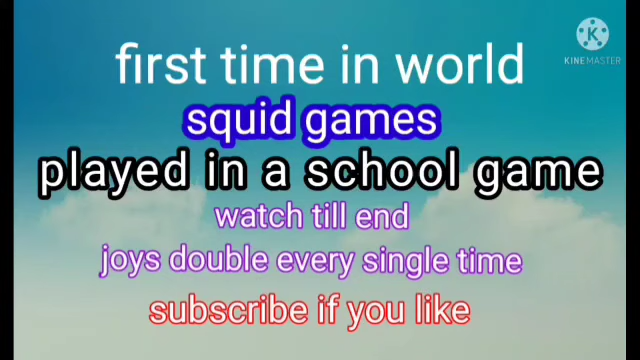 first time in world
KINEMASTER
squid games
played in a school game
watch till end
joys double every single time
subscribe if you like